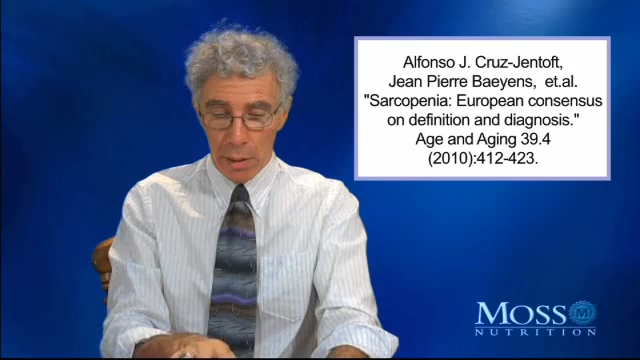 Alfonso J. Cruz-Jentoft,
Jean Pierre Baeyens, et.al.
"Sarcopenia: European consensus
on definition and diagnosis."
Age and Aging 39.4
(2010):412-423.
MOSS
NUTRITION